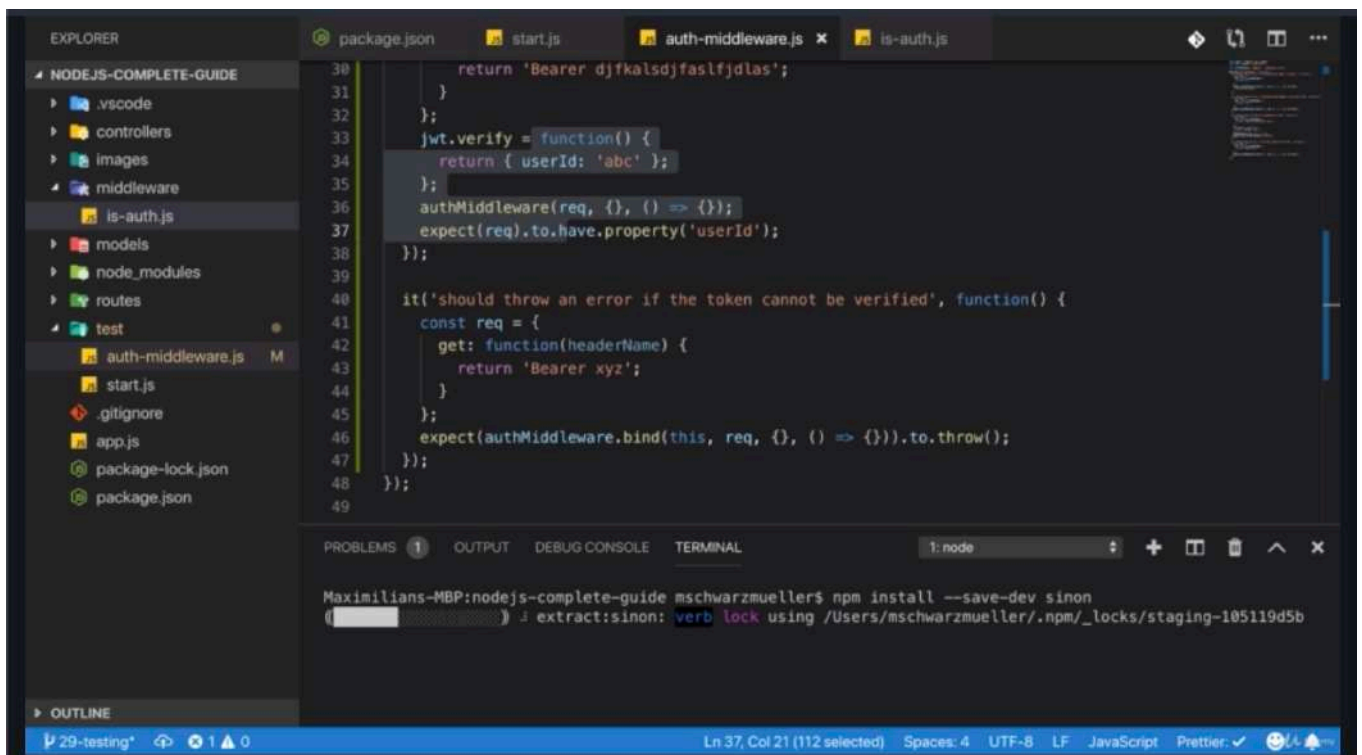 EXPLORER
package.json
start.js
auth-middleware.js
is-auth.js
NODEJS-COMPLETE-GUIDE
.vscode
controllers
images
middleware
is-auth.js
models
node_modules
routes
test
auth-middleware.js M
start.js
.gitignore
app.js
package-lock.json
package.json
OUTLINE
30 return 'Bearer djfkalsdjfaslfjdlas';
31 }
32 };
33 jwt.verify = function() {
34 return { userId: 'abc' };
35 };
36 authMiddleware(req, {}, () => {});
37 expect(req).to.have.property('userId');
38 });
39
40 it('should throw an error if the token cannot be verified', function() {
41 const req = {
42 get: function(headerName) {
43 return 'Bearer xyz';
44 }
45 };
46 expect(authMiddleware.bind(this, req, {}, () => {})).to.throw();
47 });
48 });
49
PROBLEMS 1 OUTPUT DEBUG CONSOLE TERMINAL 1: node
Maximilians-MBP:nodejs-complete-guide mschwarzmueller$ npm install --save-dev sinon
extract:sinon: verb lock using /Users/mschwarzmueller/.npm/_locks/staging-105119d5b
29-testing* 1 0 Ln 37, Col 21 (112 selected) Spaces: 4 UTF-8 LF JavaScript Prettier: ✓